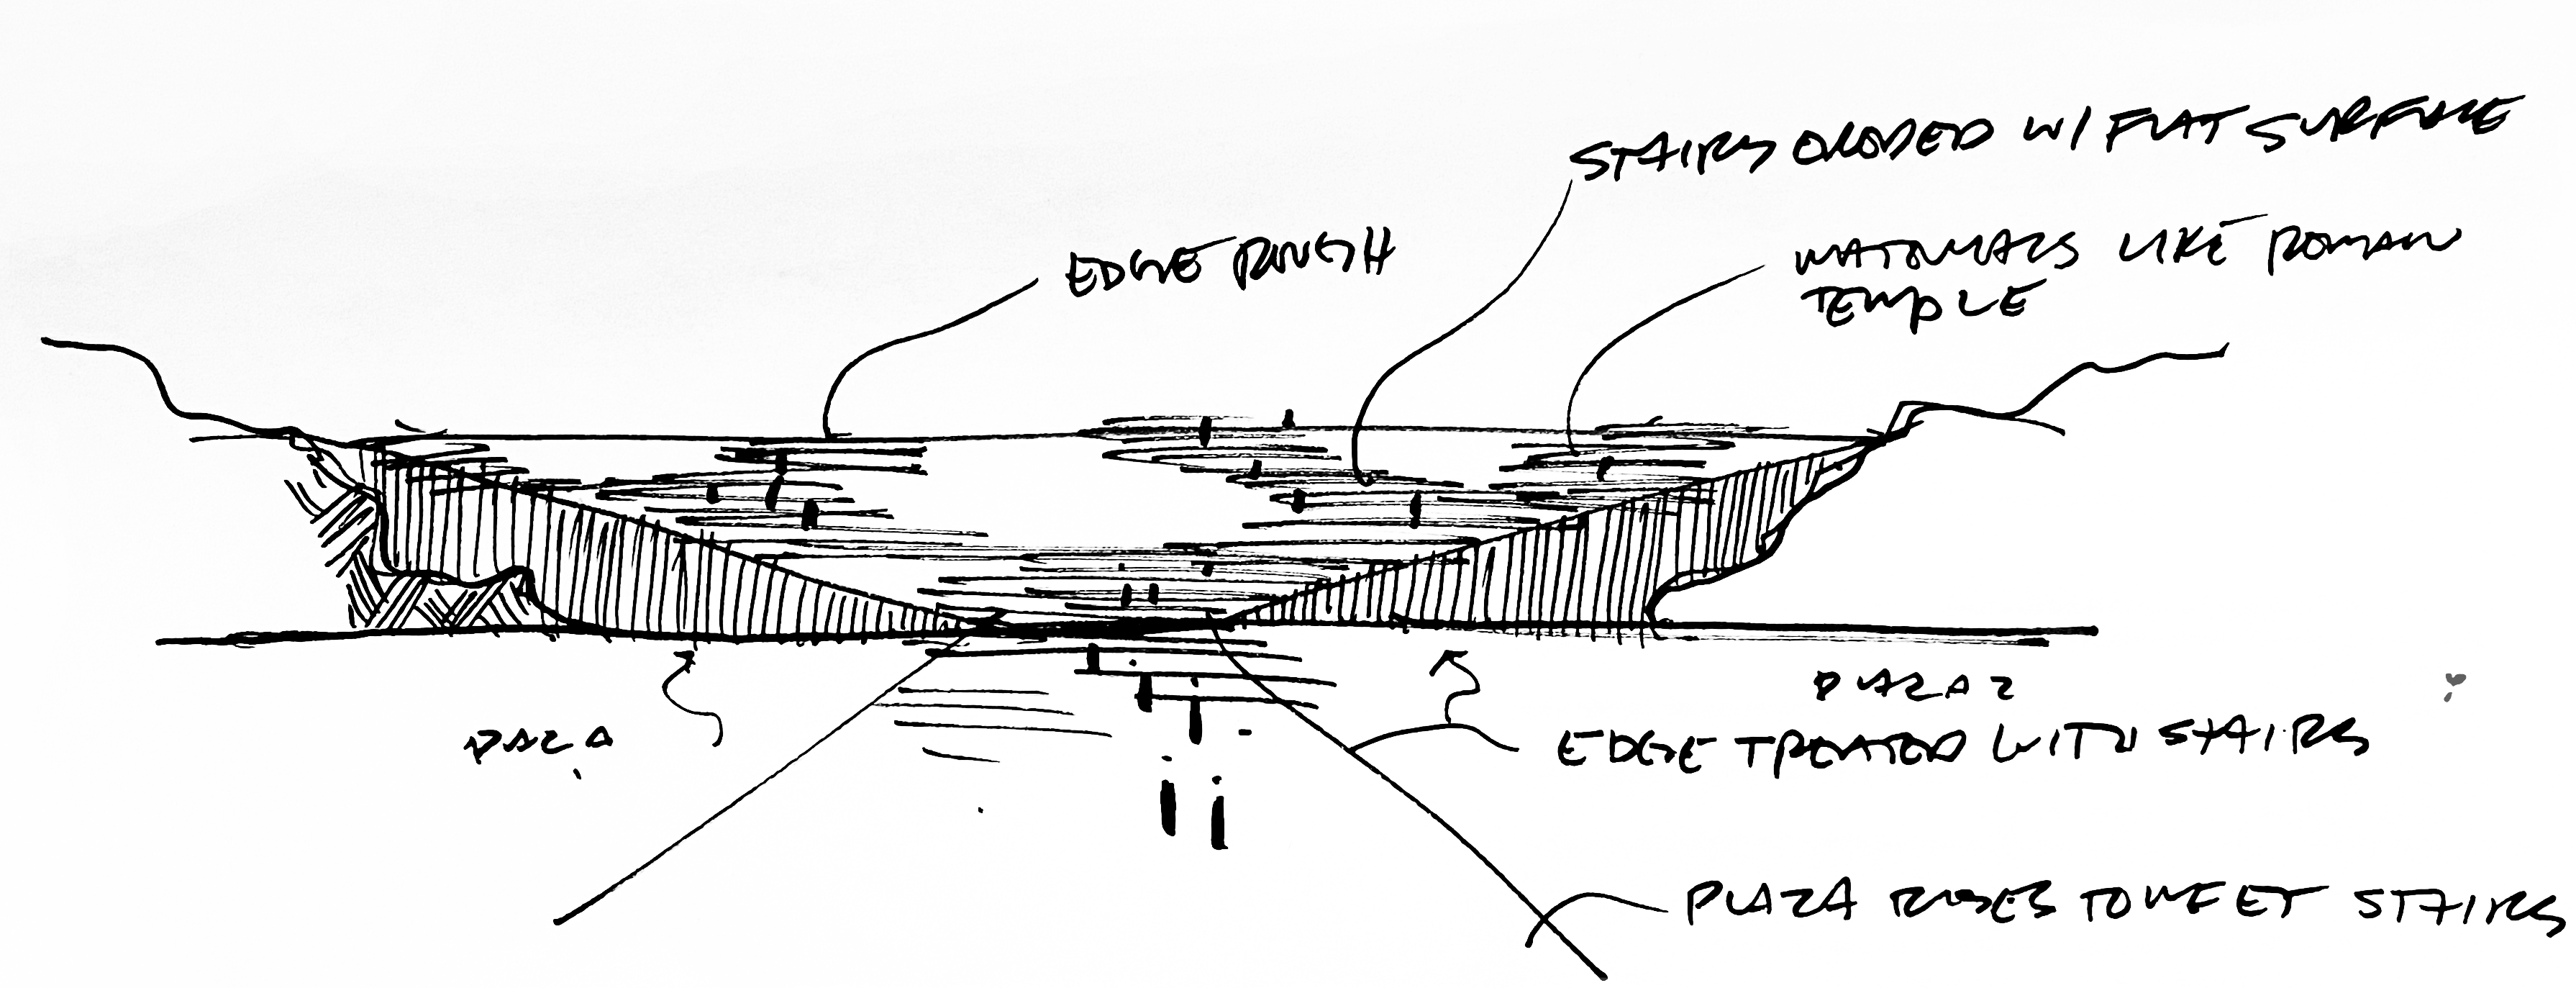 STAIRS ERODED W/ FLAT SURFACE
EDGE ROUGH
MATERIALS LIKE ROMAN
TEMPLE
PLAZA 2
PLAZA
EDGE TREATED WITH STAIRS
PLAZA RISES TO MEET STAIRS